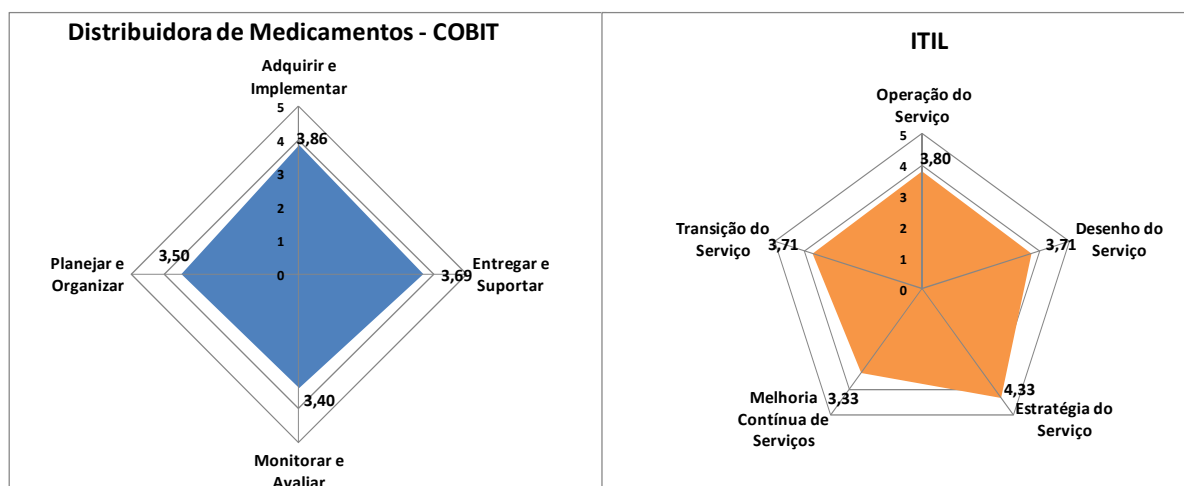 Distribuidora de Medicamentos - COBIT
Adquirir e
Implementar
5
4
3,86
3
2
1
0
Planejar e
Organizar
3,50
3,69
Entregar e
Suportar
3,40
Monitorar e
Avaliar
ITIL
Operação do
Serviço
5
4
3,80
3
2
1
0
Transição do
Serviço
3,71
3,71
Desenho do
Serviço
Melhoria
Contínua de
Serviços
3,33
4,33
Estratégia do
Serviço